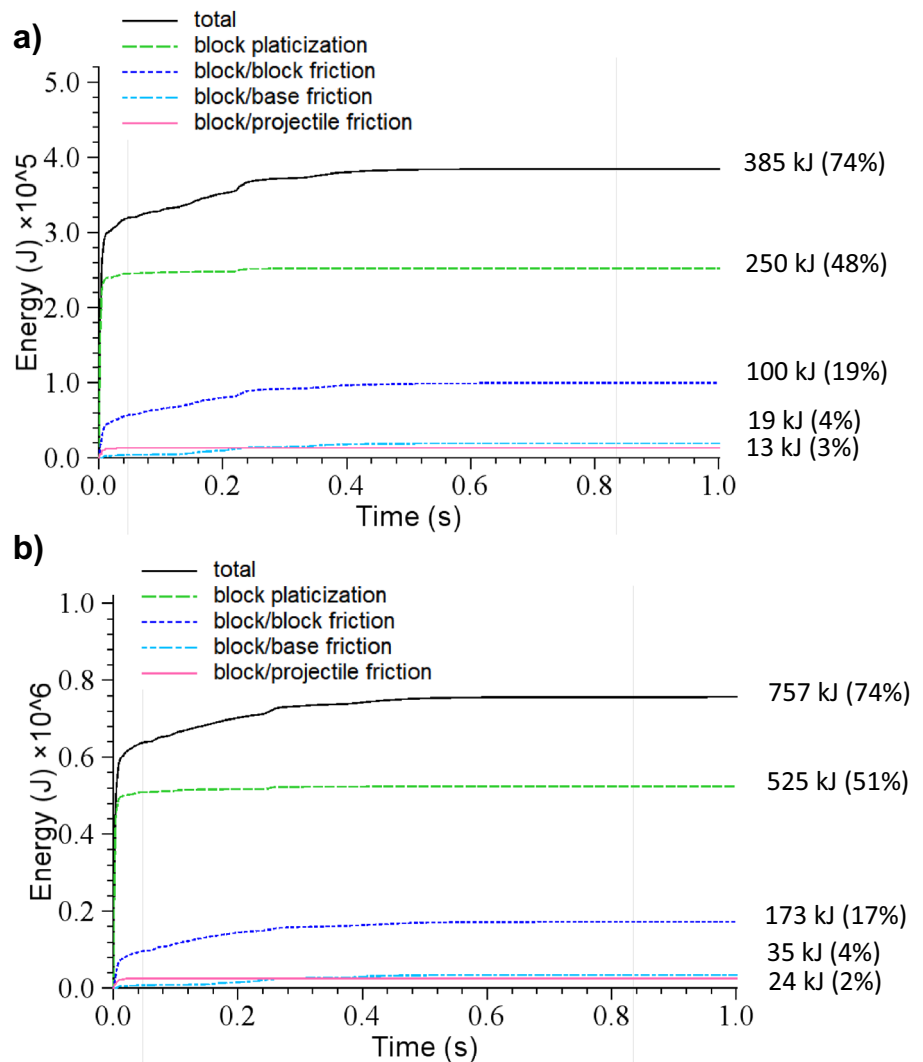 a)
total
block platicization
block/block friction
block/base friction
block/projectile friction
Energy (J) ×10^5
5.0
4.0
3.0
2.0
1.0
0.0
385 kJ (74%)
250 kJ (48%)
100 kJ (19%)
19 kJ (4%)
13 kJ (3%)
0.0 0.2 0.4 0.6 0.8 1.0
Time (s)
b)
total
block platicization
block/block friction
block/base friction
block/projectile friction
Energy (J) ×10^6
1.0
0.8
0.6
0.4
0.2
0.0
757 kJ (74%)
525 kJ (51%)
173 kJ (17%)
35 kJ (4%)
24 kJ (2%)
0.0 0.2 0.4 0.6 0.8 1.0
Time (s)